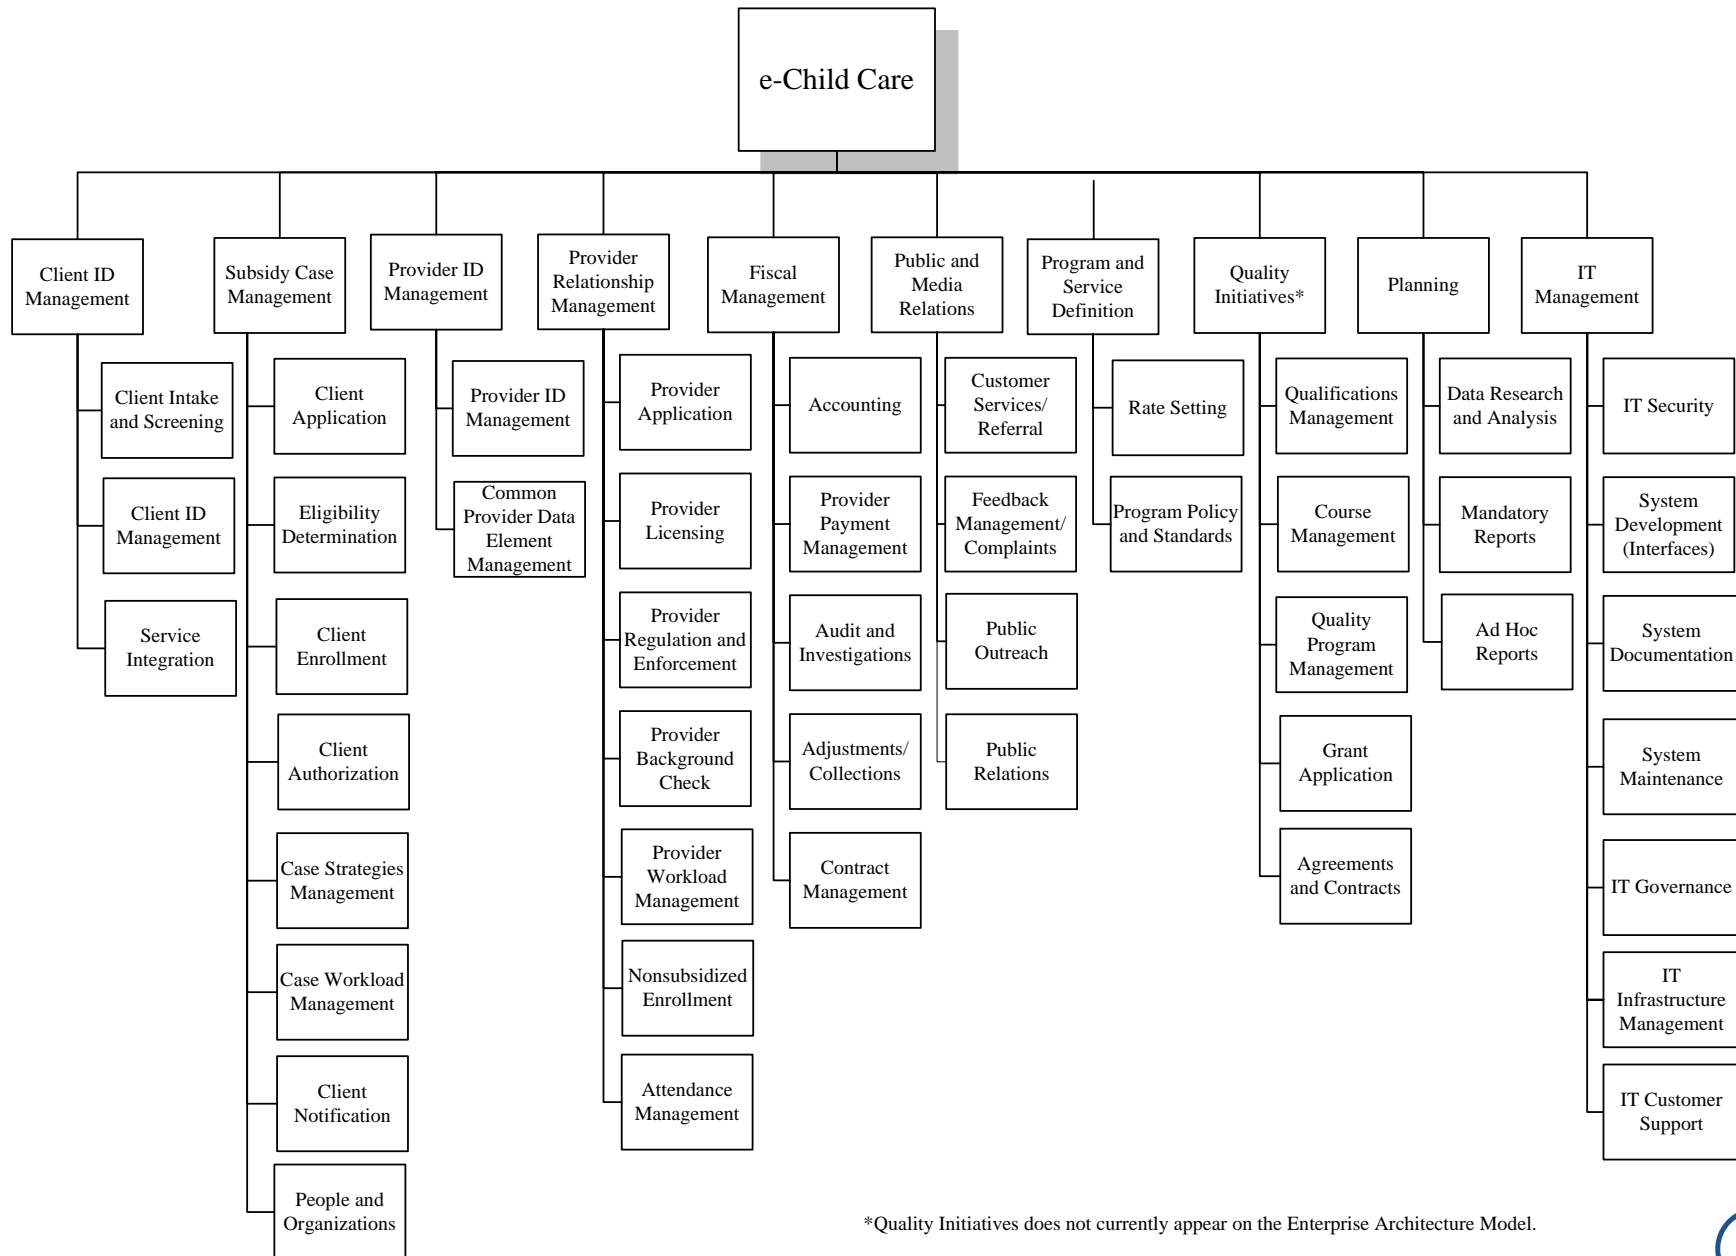 e-Child Care
Client ID
Management
Subsidy Case
Management
Provider ID
Management
Provider
Relationship
Management
Fiscal
Management
Public and
Media
Relations
Program and
Service
Definition
Quality
Initiatives*
Planning
IT
Management
Client Intake
and Screening
Client ID
Management
Service
Integration
Client
Application
Eligibility
Determination
Client
Enrollment
Client
Authorization
Case Strategies
Management
Case Workload
Management
Client
Notification
People and
Organizations
Provider ID
Management
Common
Provider Data
Element
Management
Provider
Application
Provider
Licensing
Provider
Regulation and
Enforcement
Provider
Background
Check
Provider
Workload
Management
Nonsubsidized
Enrollment
Attendance
Management
Accounting
Provider
Payment
Management
Audit and
Investigations
Adjustments/
Collections
Contract
Management
Customer
Services/
Referral
Feedback
Management/
Complaints
Public
Outreach
Public
Relations
Rate Setting
Program Policy
and Standards
Qualifications
Management
Course
Management
Quality
Program
Management
Grant
Application
Agreements
and Contracts
Data Research
and Analysis
Mandatory
Reports
Ad Hoc
Reports
IT Security
System
Development
(Interfaces)
System
Documentation
System
Maintenance
IT Governance
IT
Infrastructure
Management
IT Customer
Support
*Quality Initiatives does not currently appear on the Enterprise Architecture Model.